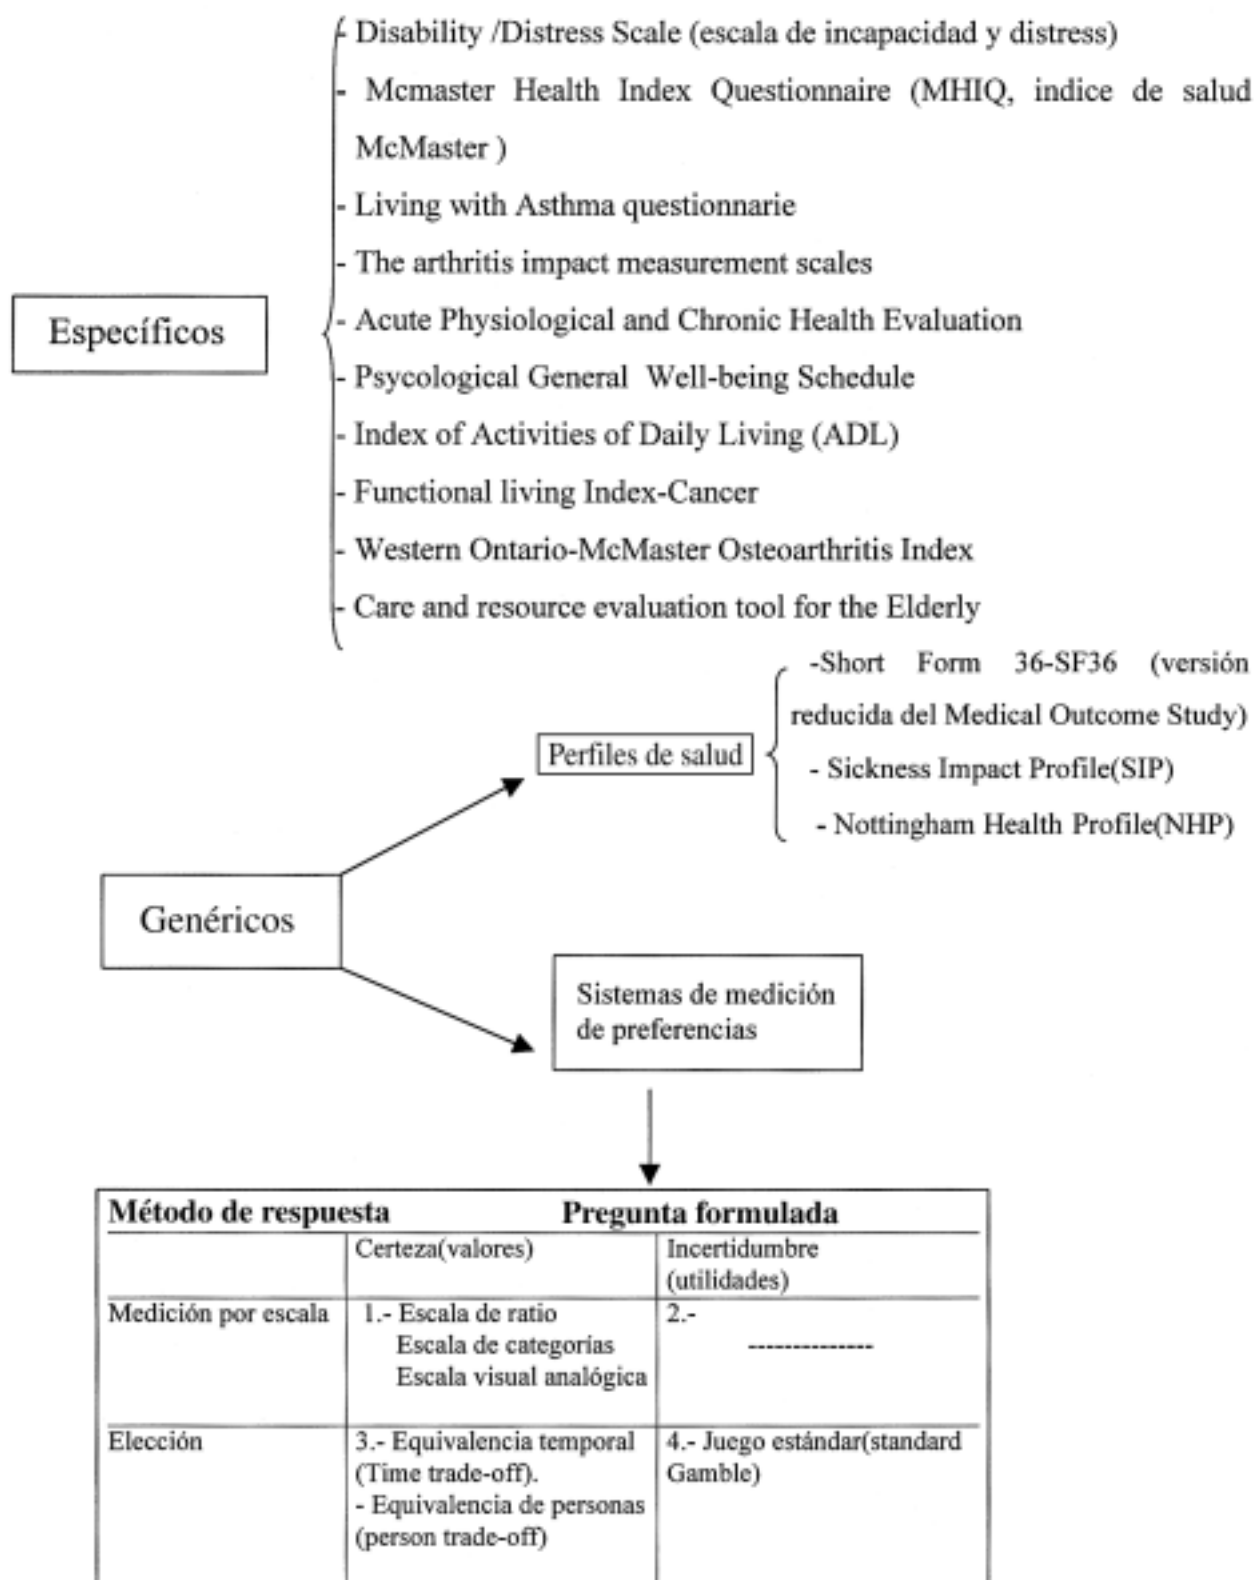 - Disability /Distress Scale (escala de incapacidad y distress)
- Mcmaster Health Index Questionnaire (MHIQ, indice de salud
McMaster )
- Living with Asthma questionnarie
- The arthritis impact measurement scales
Específicos
- Acute Physiological and Chronic Health Evaluation
- Psycological General Well-being Schedule
- Index of Activities of Daily Living (ADL)
- Functional living Index-Cancer
- Western Ontario-McMaster Osteoarthritis Index
- Care and resource evaluation tool for the Elderly
Genéricos
Perfiles de salud
-Short Form 36-SF36 (versión
reducida del Medical Outcome Study)
- Sickness Impact Profile(SIP)
- Nottingham Health Profile(NHP)
Sistemas de medición
de preferencias
Método de respuesta Pregunta formulada
Certeza(valores) Incertidumbre
(utilidades)
Medición por escala 1.- Escala de ratio 2.-
Escala de categorías --------------
Escala visual analógica
Elección 3.- Equivalencia temporal 4.- Juego estándar(standard
(Time trade-off). Gamble)
- Equivalencia de personas
(person trade-off)